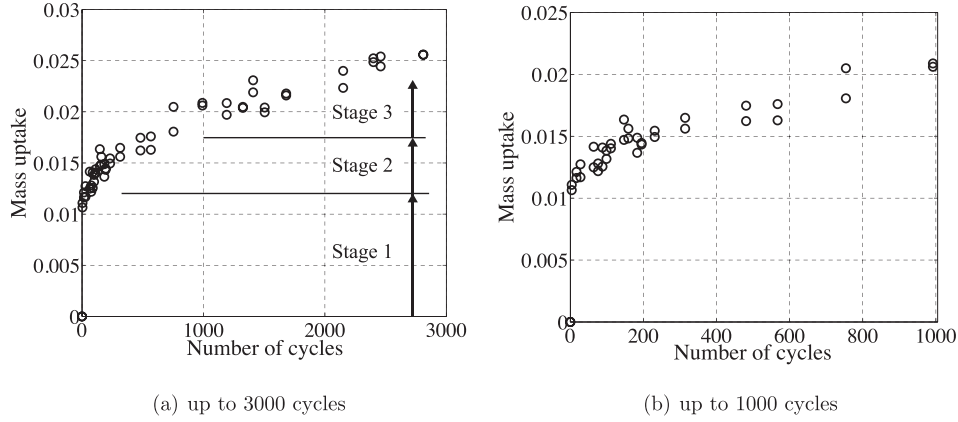 0.03
0.025
0.02
0.015
0.01
0.005
0
Mass uptake
Stage 3
Stage 2
Stage 1
0 1000 2000 3000
Number of cycles
(a) up to 3000 cycles
0.025
0.02
0.015
0.01
0.005
0
Mass uptake
0 200 400 600 800 1000
Number of cycles
(b) up to 1000 cycles